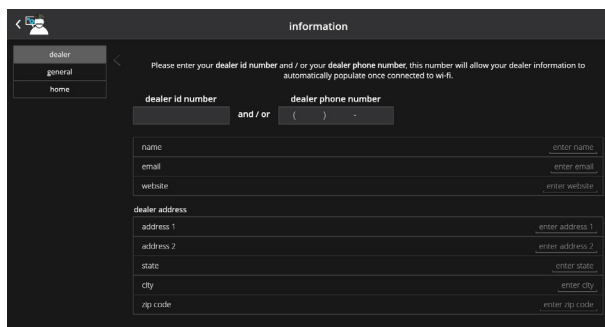 information
dealer
general
home
Please enter your dealer id number and / or your dealer phone number, this number will allow your dealer information to
automatically populate once connected to wi-fi.
dealer id number
and / or
dealer phone number
( ) -
name enter name
email enter email
website enter website
dealer address
address 1 enter address 1
address 2 enter address 2
state enter state
city enter city
zip code enter zip code